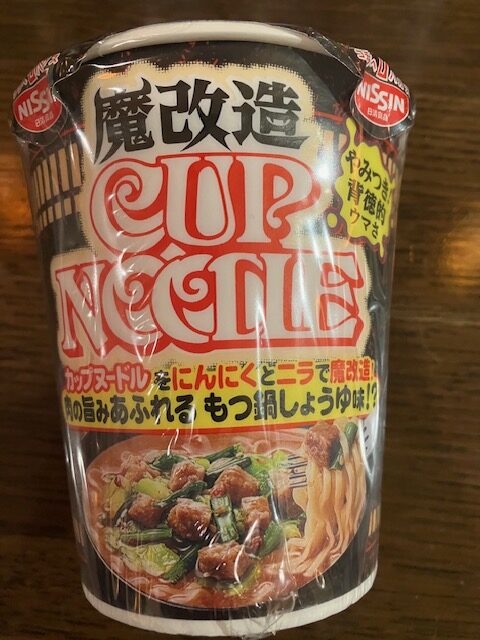 NISSIN
日清食品
NISSIN
日清食品
魔改造
CUP
NOODLE
やみつき
背徳的
ウマさ
カップヌードルをにんにくとニラで魔改造!
肉の旨みあふれる もつ鍋しょうゆ味!?